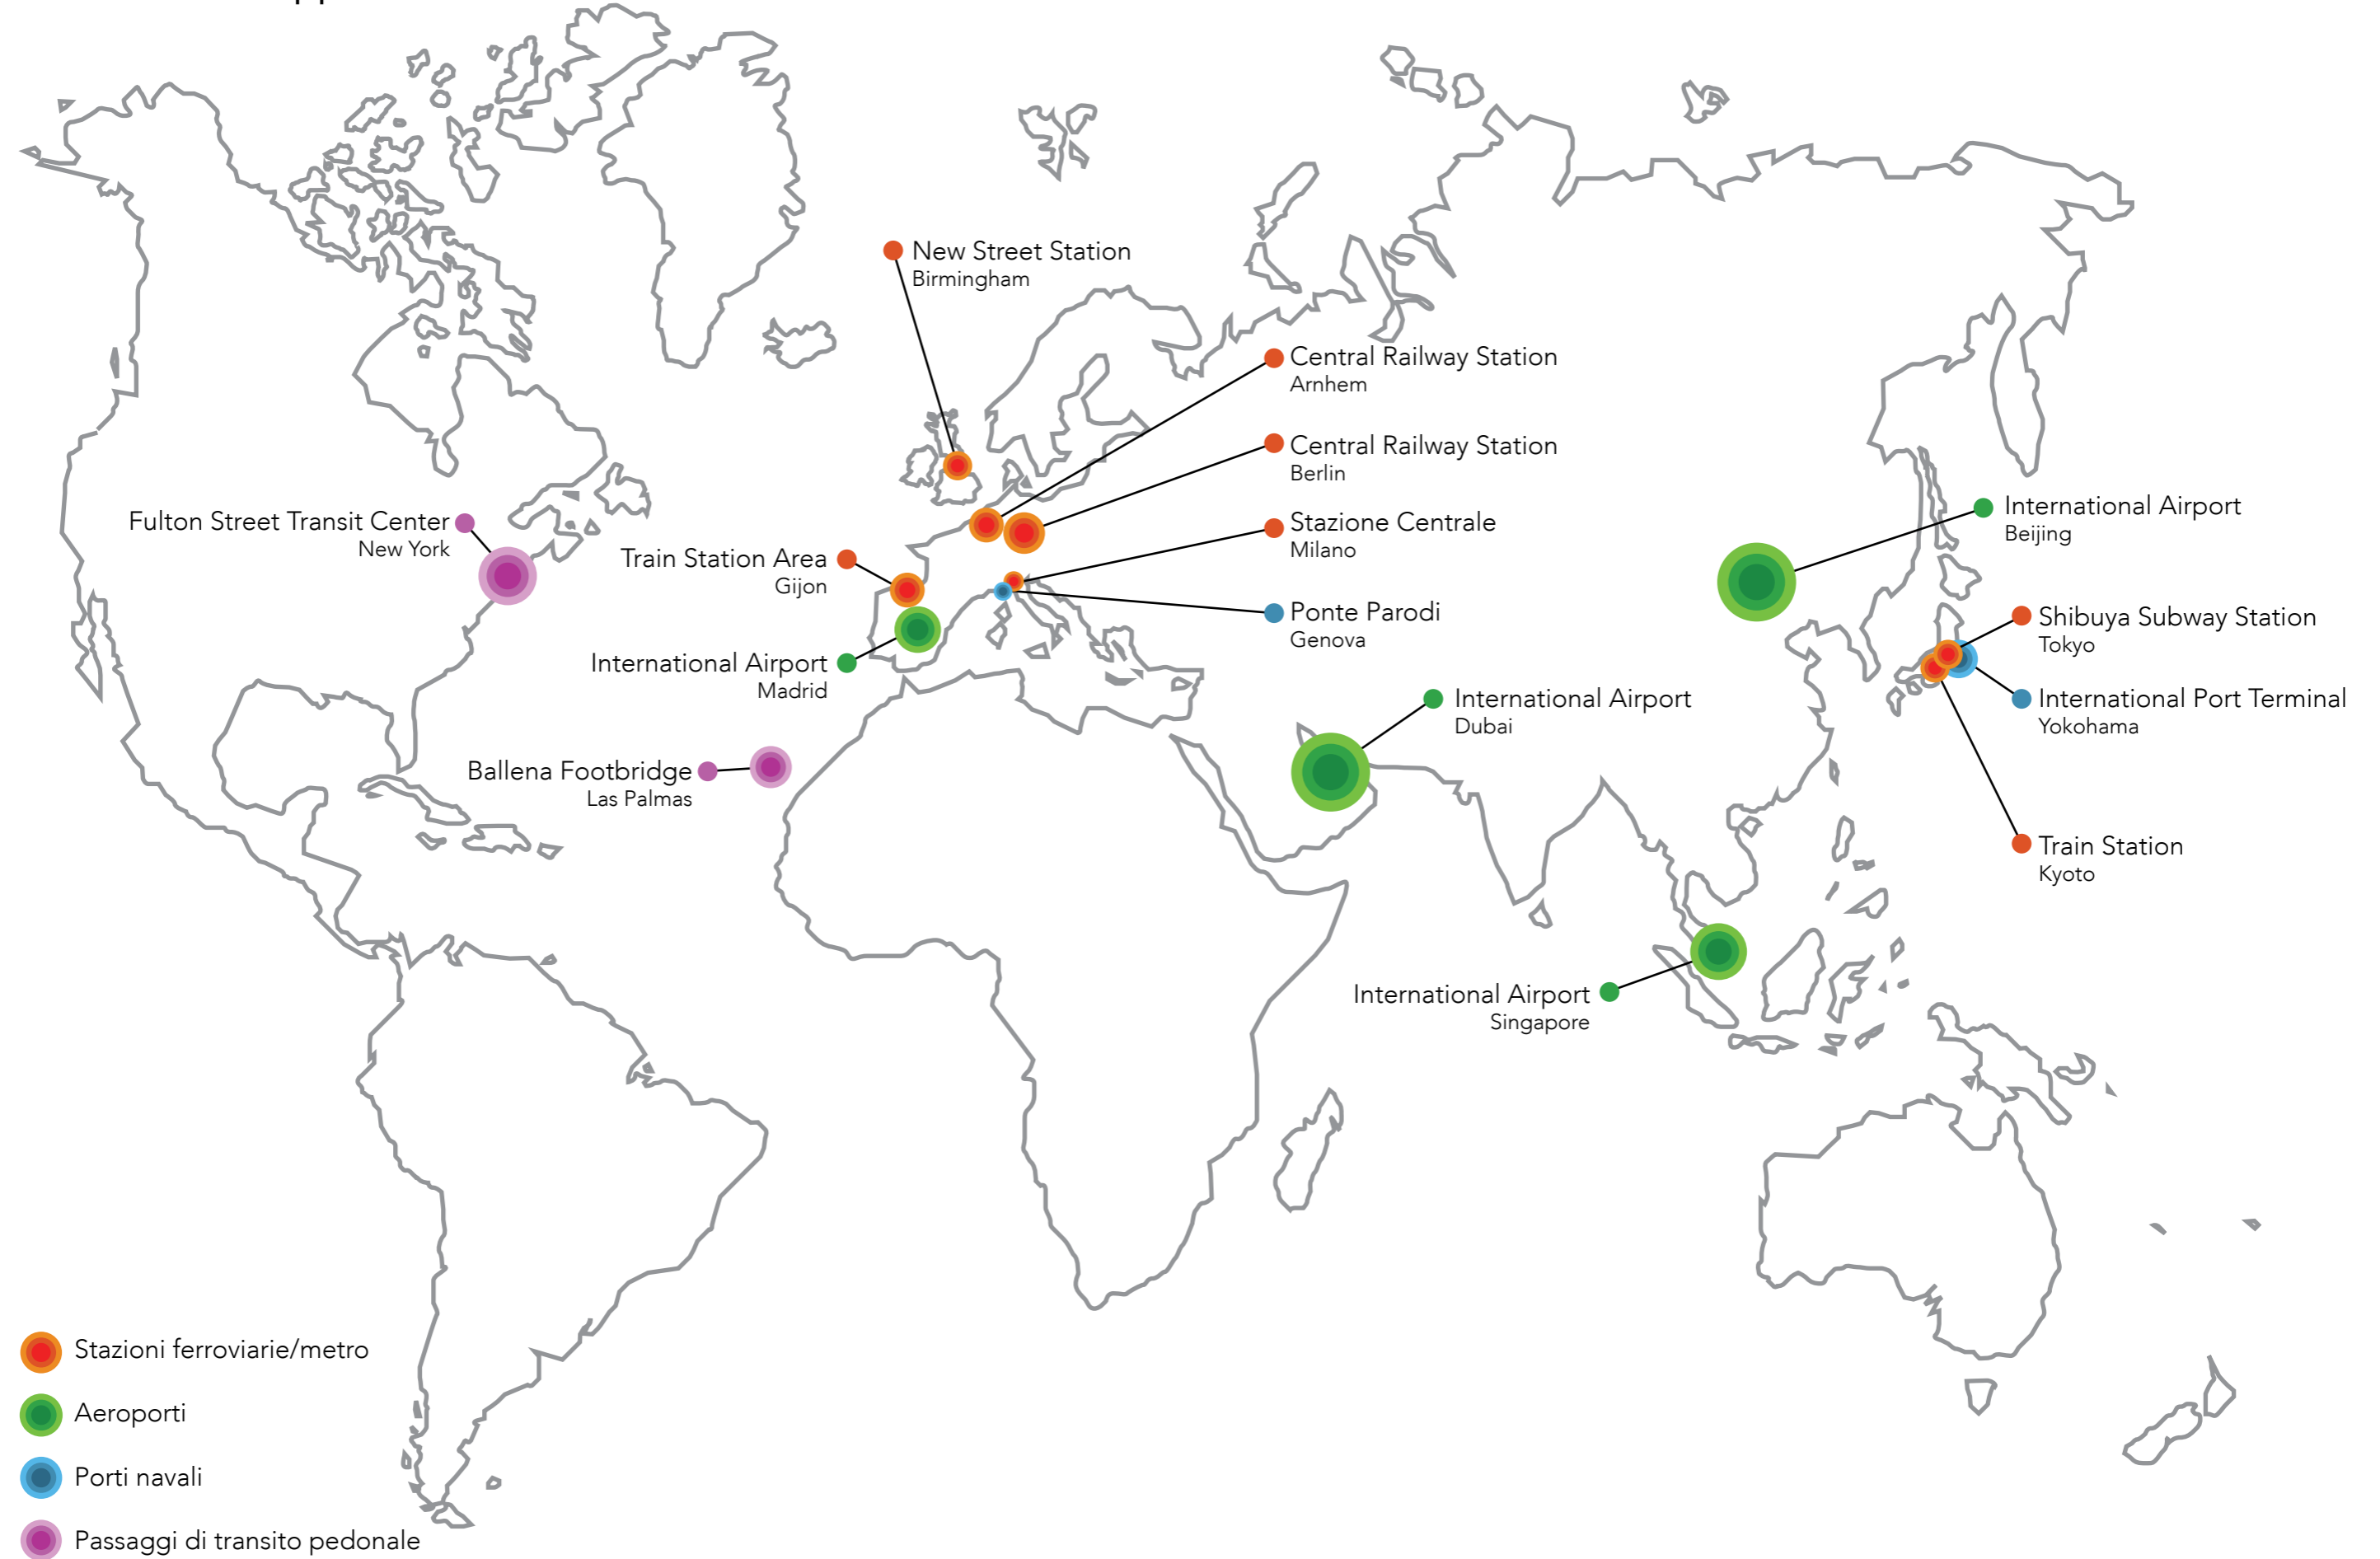 New Street Station
Birmingham
Central Railway Station
Arnhem
Central Railway Station
Berlin
Stazione Centrale
Milano
Ponte Parodi
Genova
Fulton Street Transit Center
New York
Train Station Area
Gijon
International Airport
Madrid
Ballena Footbridge
Las Palmas
International Airport
Dubai
International Airport
Beijing
Shibuya Subway Station
Tokyo
International Port Terminal
Yokohama
Train Station
Kyoto
International Airport
Singapore
Stazioni ferroviarie/metro
Aeroporti
Porti navali
Passaggi di transito pedonale